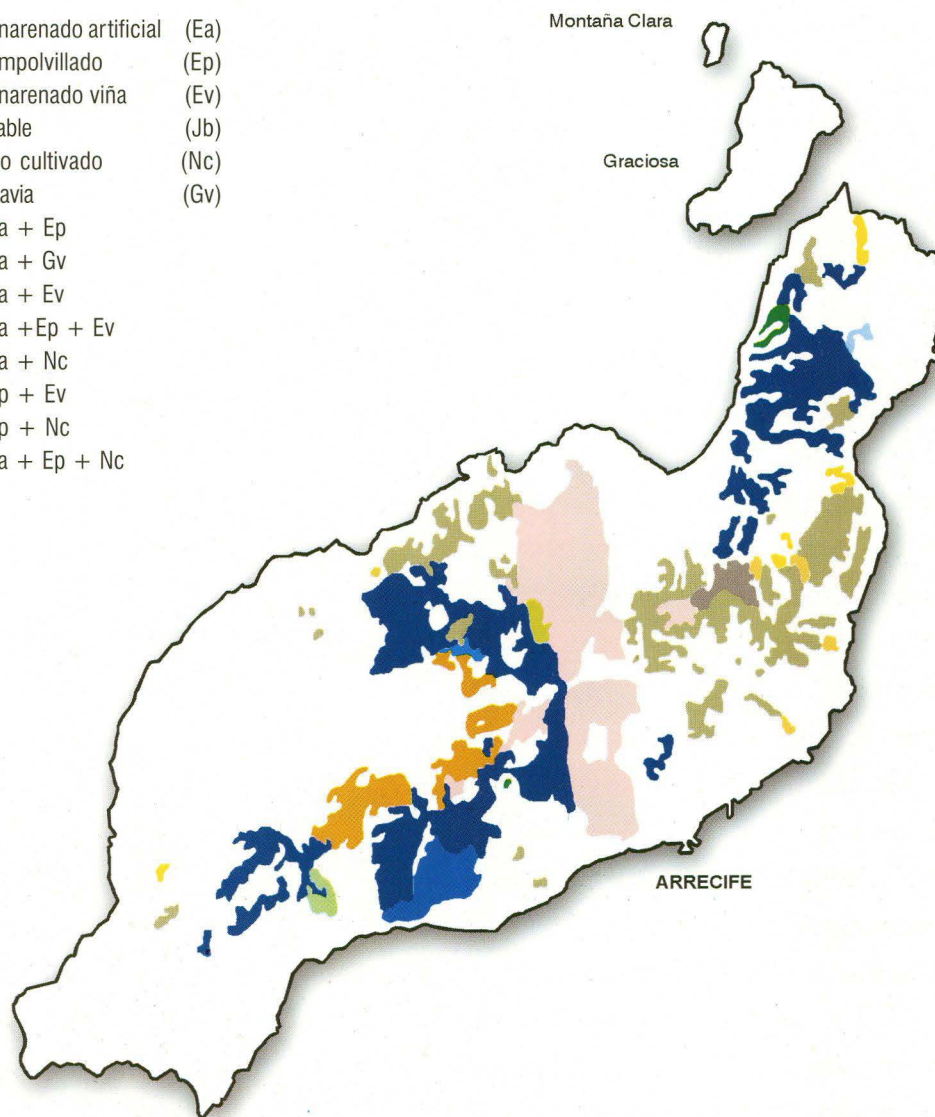 narenado artificial (Ea)
mpolvillado (Ep)
narenado viña (Ev)
able (Jb)
o cultivado (Nc)
avia (Gv)
a + Ep
a + Gv
a + Ev
a +Ep + Ev
a + Nc
p + Ev
p + Nc
a + Ep + Nc
Montaña Clara
Graciosa
ARRECIFE